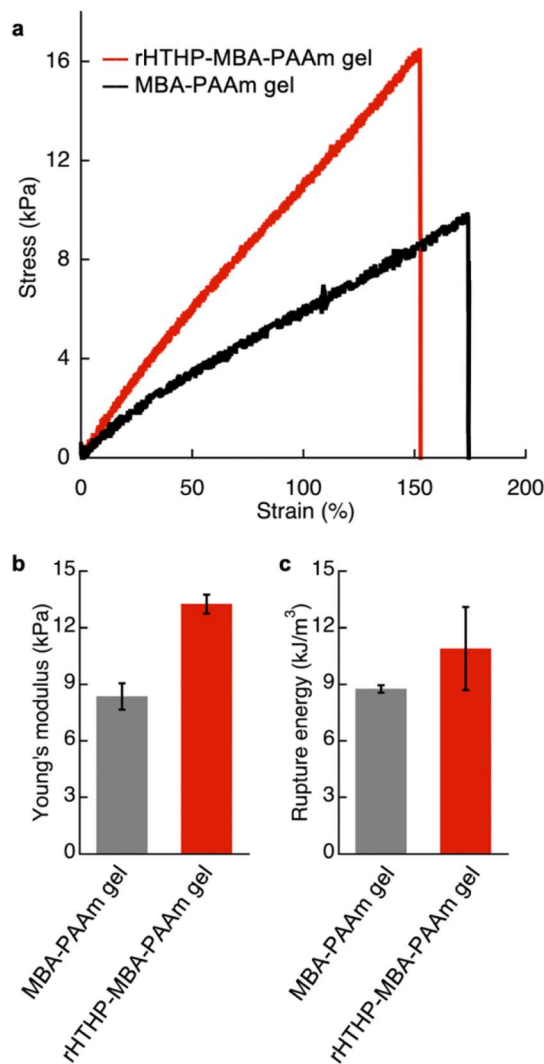 a
16
12
8
4
0
Stress (kPa)
rHTHP-MBA-PAAm gel
MBA-PAAm gel
0
50
100
150
200
Strain (%)
b
15
12
9
6
3
0
Young's modulus (kPa)
MBA-PAAm gel
rHTHP-MBA-PAAm gel
c
15
12
9
6
3
0
Rupture energy (kJ/m³)
MBA-PAAm gel
rHTHP-MBA-PAAm gel